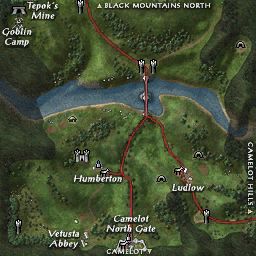 Tepok's
Mine
▲ BLACK MOUNTAINS NORTH
Goblin
Camp
CAMELOT HILLS ▲
Humberton
Ludlow
Camelot
North Gate
Vetusta
Abbey
CAMELOT ▼